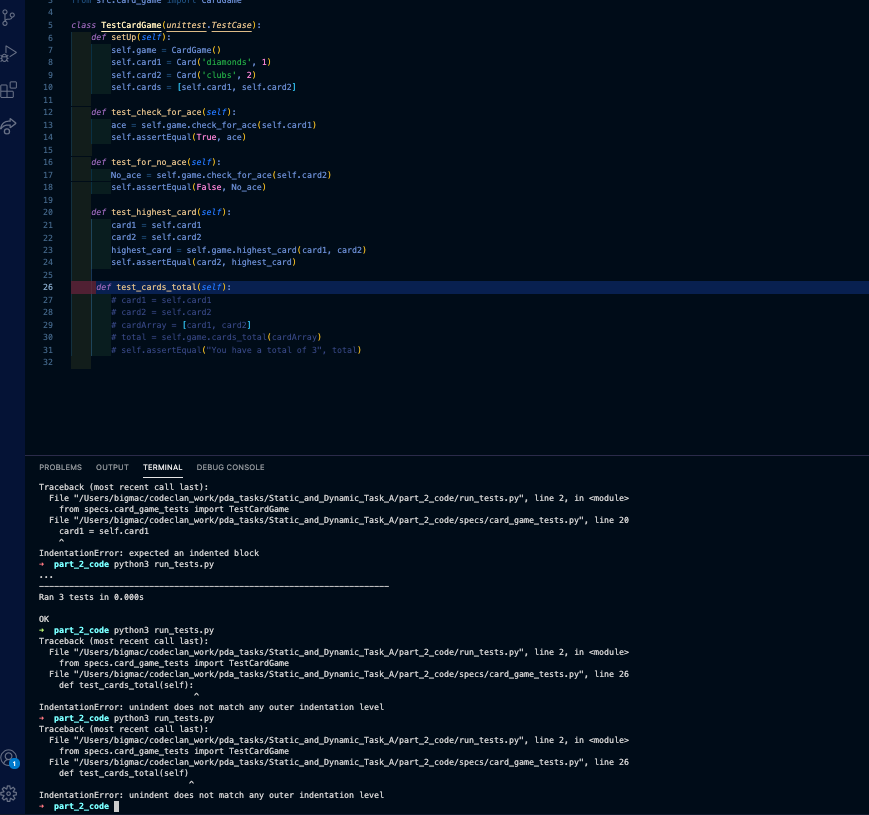 3 from src.card_game import CardGame
4
5 class TestCardGame(unittest.TestCase):
6 def setUp(self):
7 self.game = CardGame()
8 self.card1 = Card('diamonds', 1)
9 self.card2 = Card('clubs', 2)
10 self.cards = [self.card1, self.card2]
11
12 def test_check_for_ace(self):
13 ace = self.game.check_for_ace(self.card1)
14 self.assertEqual(True, ace)
15
16 def test_for_no_ace(self):
17 No_ace = self.game.check_for_ace(self.card2)
18 self.assertEqual(False, No_ace)
19
20 def test_highest_card(self):
21 card1 = self.card1
22 card2 = self.card2
23 highest_card = self.game.highest_card(card1, card2)
24 self.assertEqual(card2, highest_card)
25
26 def test_cards_total(self):
27 # card1 = self.card1
28 # card2 = self.card2
29 # cardArray = [card1, card2]
30 # total = self.game.cards_total(cardArray)
31 # self.assertEqual("You have a total of 3", total)
32
PROBLEMS OUTPUT TERMINAL DEBUG CONSOLE
Traceback (most recent call last):
File "/Users/bigmac/codeclan_work/pda_tasks/Static_and_Dynamic_Task_A/part_2_code/run_tests.py", line 2, in <module>
from specs.card_game_tests import TestCardGame
File "/Users/bigmac/codeclan_work/pda_tasks/Static_and_Dynamic_Task_A/part_2_code/specs/card_game_tests.py", line 20
card1 = self.card1
^
IndentationError: expected an indented block
→ part_2_code python3 run_tests.py
...
----------------------------------------------------------------------
Ran 3 tests in 0.000s
OK
→ part_2_code python3 run_tests.py
Traceback (most recent call last):
File "/Users/bigmac/codeclan_work/pda_tasks/Static_and_Dynamic_Task_A/part_2_code/run_tests.py", line 2, in <module>
from specs.card_game_tests import TestCardGame
File "/Users/bigmac/codeclan_work/pda_tasks/Static_and_Dynamic_Task_A/part_2_code/specs/card_game_tests.py", line 26
def test_cards_total(self):
^
IndentationError: unindent does not match any outer indentation level
→ part_2_code python3 run_tests.py
Traceback (most recent call last):
File "/Users/bigmac/codeclan_work/pda_tasks/Static_and_Dynamic_Task_A/part_2_code/run_tests.py", line 2, in <module>
from specs.card_game_tests import TestCardGame
File "/Users/bigmac/codeclan_work/pda_tasks/Static_and_Dynamic_Task_A/part_2_code/specs/card_game_tests.py", line 26
def test_cards_total(self)
^
IndentationError: unindent does not match any outer indentation level
1
→ part_2_code